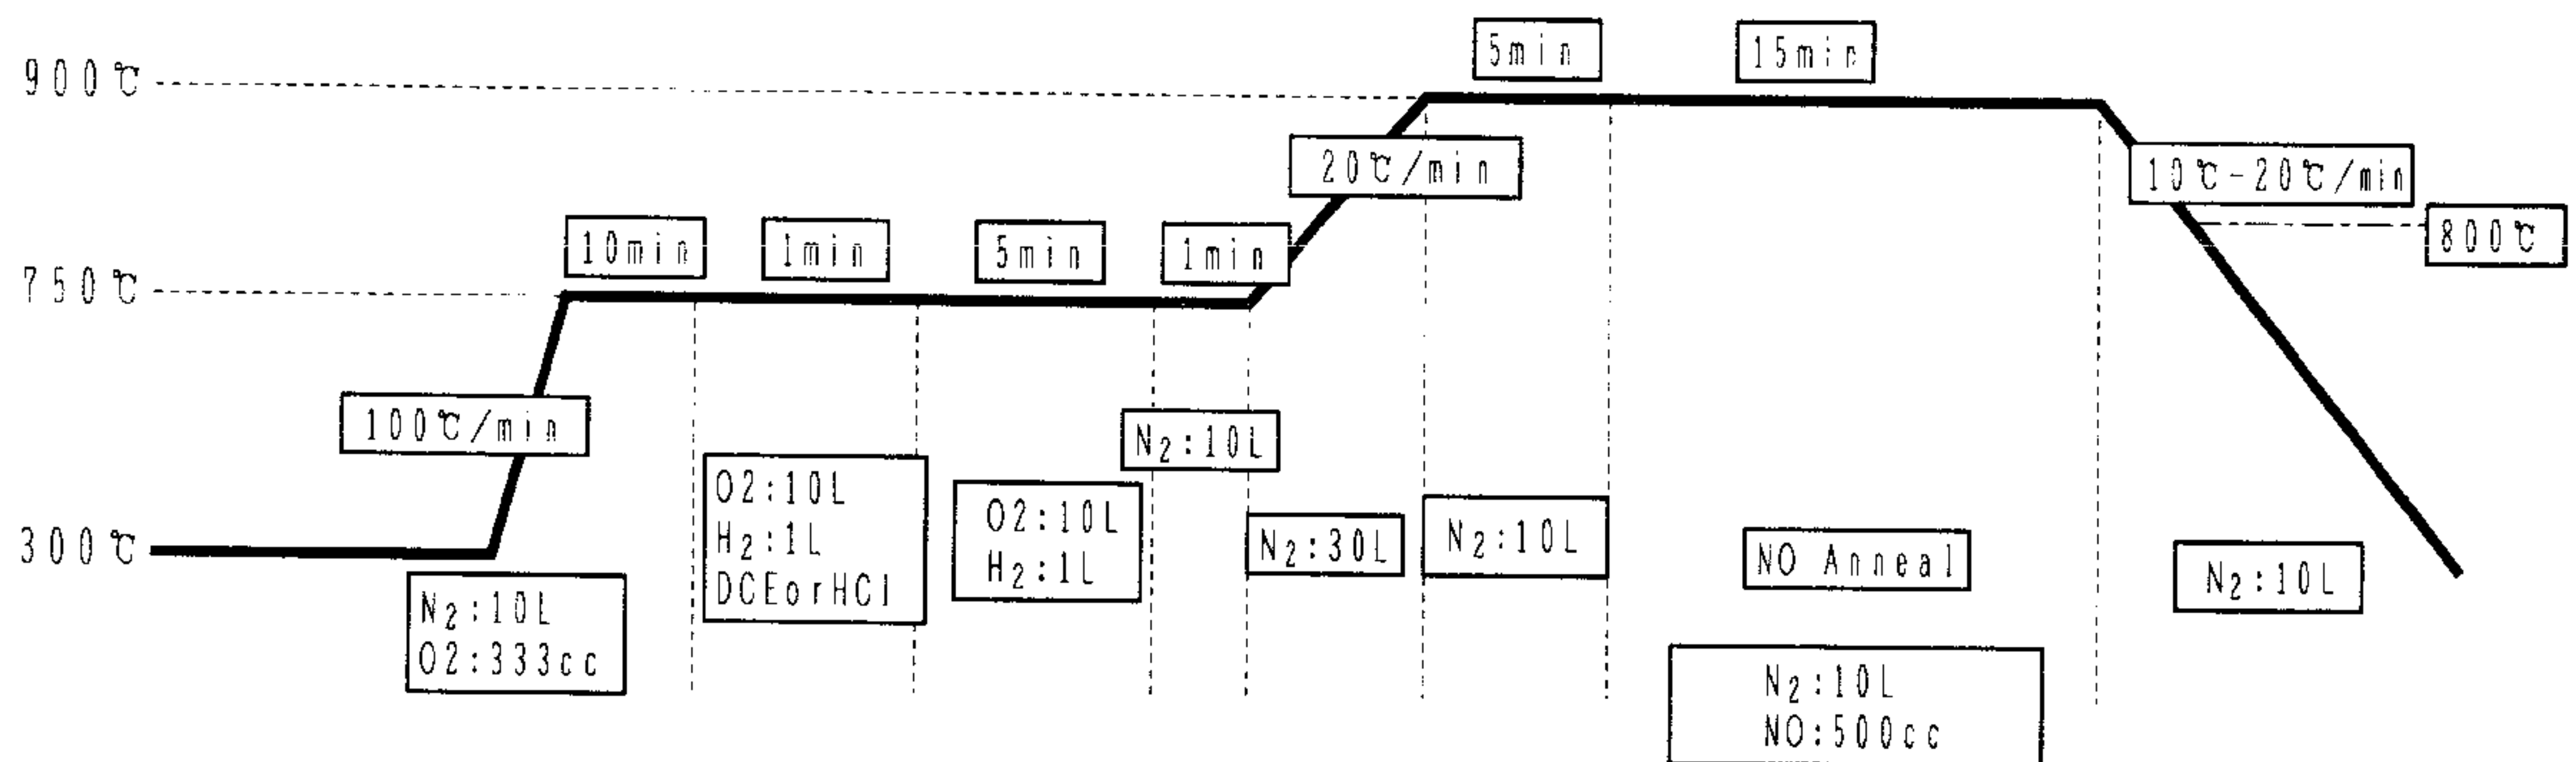 5min
15min
900℃
20℃/min
10℃-20℃/min
10min
1min
5min
1min
800℃
750℃
100℃/min
N₂:10L
O2:10L
H₂:1L
DCEorHCl
O2:10L
H₂:1L
N₂:30L
N₂:10L
NO Anneal
300℃
N₂:10L
N₂:10L
O2:333cc
N₂:10L
NO:500cc